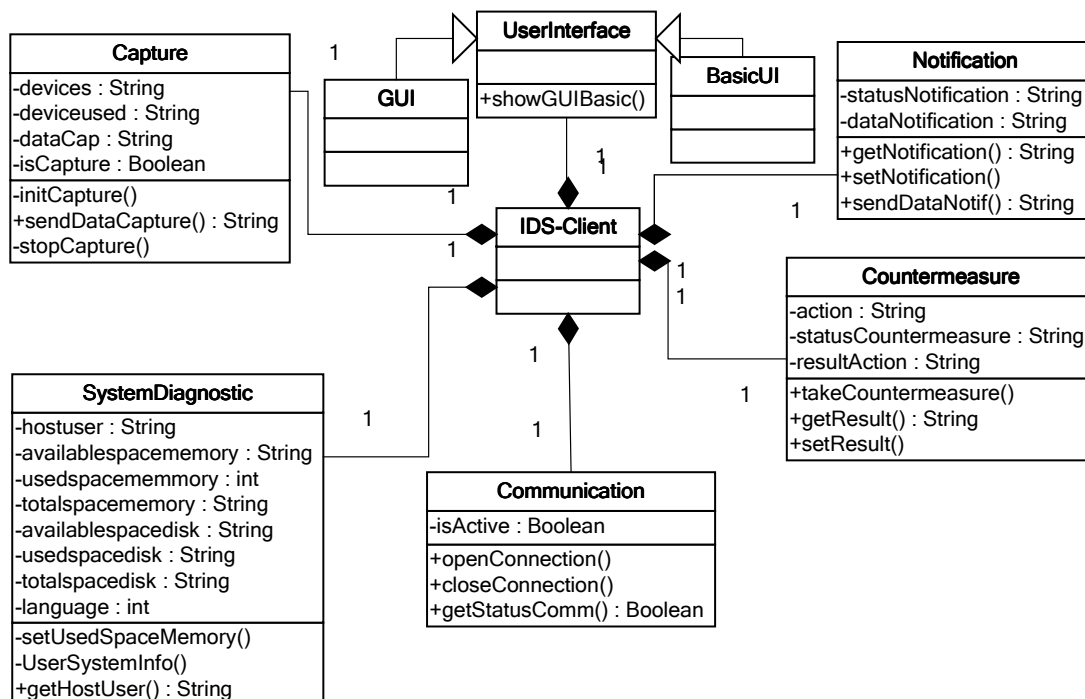 Capture
-devices : String
-deviceused : String
-dataCap : String
-isCapture : Boolean
-initCapture()
+sendDataCapture() : String
-stopCapture()
1
GUI
UserInterface
+showGUIBasic()
BasicUI
Notification
-statusNotification : String
-dataNotification : String
+getNotification() : String
+setNotification()
+sendDataNotif() : String
1
1
1
1
1
IDS-Client
1
1
Countermeasure
-action : String
-statusCountermeasure : String
-resultAction : String
+takeCountermeasure()
+getResult() : String
+setResult()
1
1
1
1
SystemDiagnostic
-hostuser : String
-availablespacememory : String
-usedspacememmory : int
-totalspacememory : String
-availablespacedisk : String
-usedspacedisk : String
-totalspacedisk : String
-language : int
-setUsedSpaceMemory()
-UserSystemInfo()
+getHostUser() : String
Communication
-isActive : Boolean
+openConnection()
+closeConnection()
+getStatusComm() : Boolean